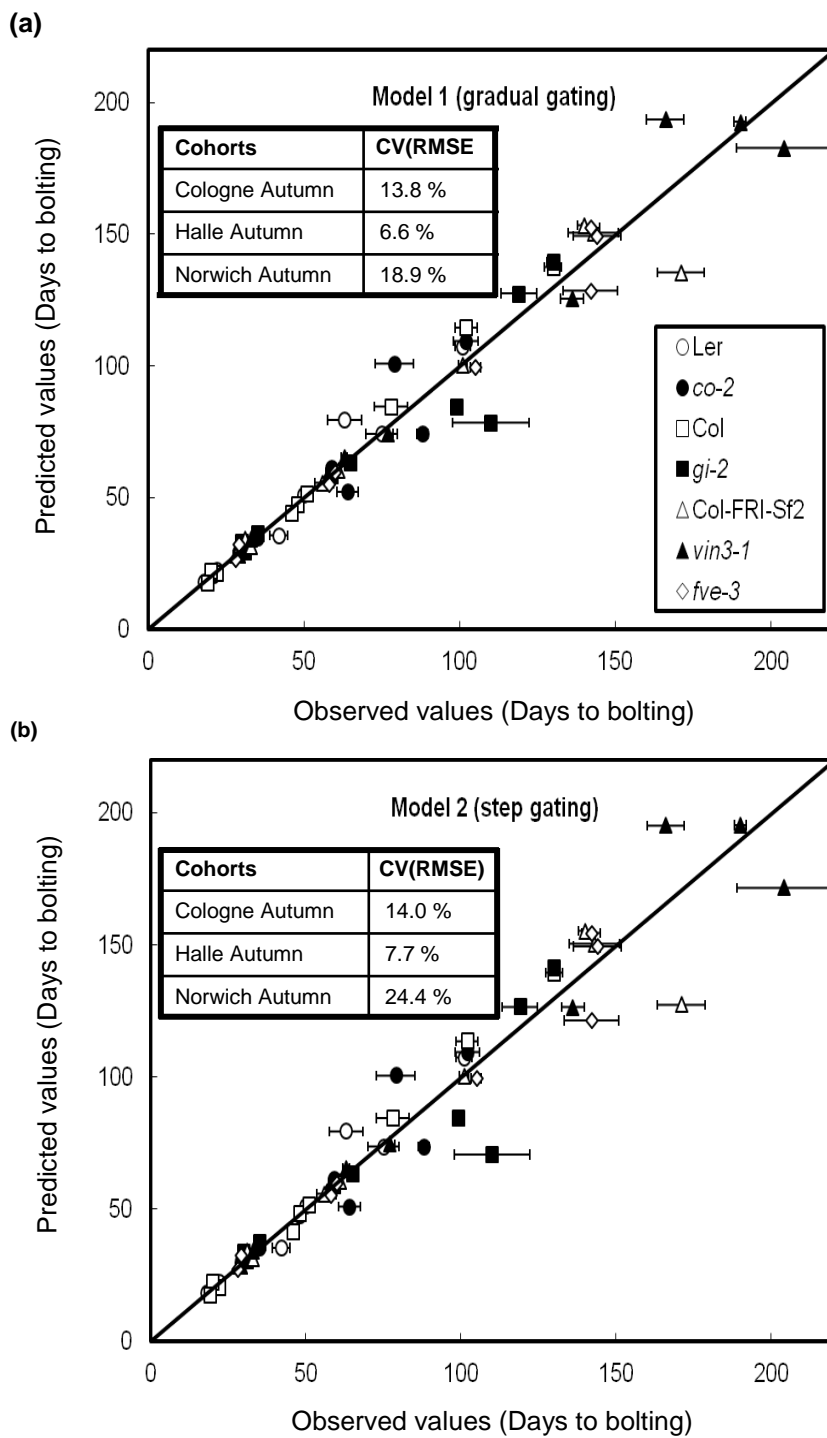 (a)
Model 1 (gradual gating)
Cohorts CV(RMSE
Cologne Autumn 13.8 %
Halle Autumn 6.6 %
Norwich Autumn 18.9 %
Ler
co-2
Col
gi-2
Col-FRI-Sf2
vin3-1
fve-3
Predicted values (Days to bolting)
200
150
100
50
0
0 50 100 150 200
Observed values (Days to bolting)
(b)
Model 2 (step gating)
Cohorts CV(RMSE)
Cologne Autumn 14.0 %
Halle Autumn 7.7 %
Norwich Autumn 24.4 %
Predicted values (Days to bolting)
200
150
100
50
0
0 50 100 150 200
Observed values (Days to bolting)